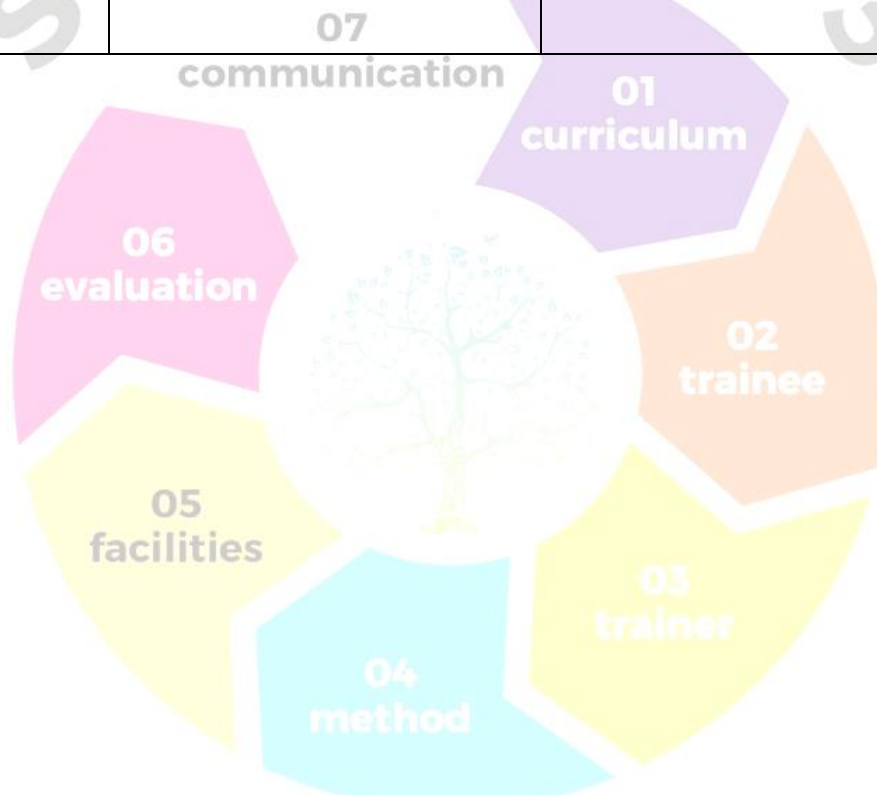 07
communication
01
curriculum
02
trainee
03
trainer
04
method
05
facilities
06
evaluation